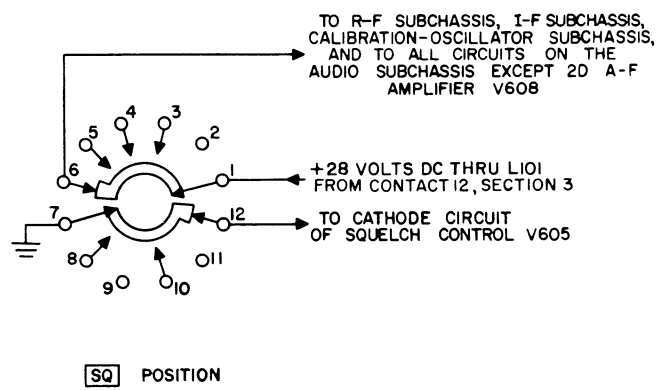 TO R-F SUBCHASSIS, I-F SUBCHASSIS,
CALIBRATION-OSCILLATOR SUBCHASSIS,
AND TO ALL CIRCUITS ON THE
AUDIO SUBCHASSIS EXCEPT 2D A-F
AMPLIFIER V608
4
3
5
2
6
1
+28 VOLTS DC THRU L101
FROM CONTACT 12, SECTION 3
7
12
TO CATHODE CIRCUIT
OF SQUELCH CONTROL V605
8
11
9
10
SQ POSITION